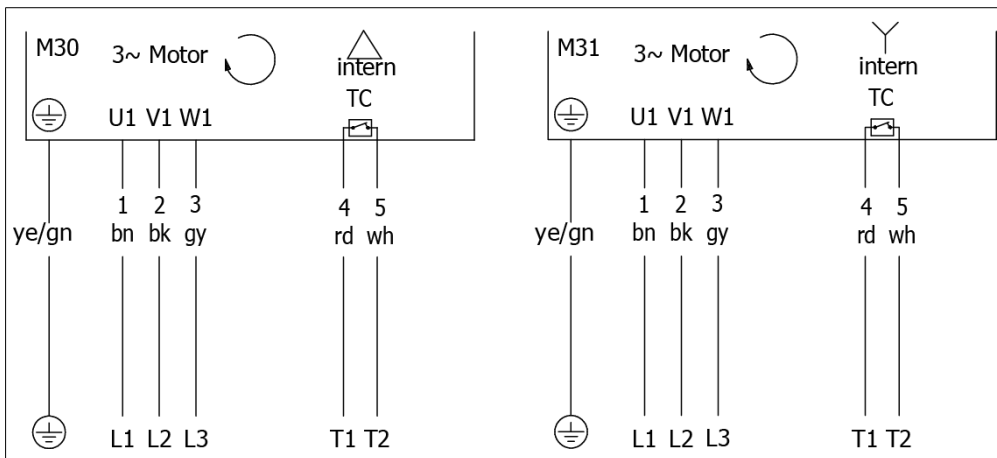 M30 3~ Motor intern
TC
U1 V1 W1
1 2 3 4 5
ye/gn bn bk gy rd wh
L1 L2 L3 T1 T2
M31 3~ Motor intern
TC
U1 V1 W1
1 2 3 4 5
ye/gn bn bk gy rd wh
L1 L2 L3 T1 T2